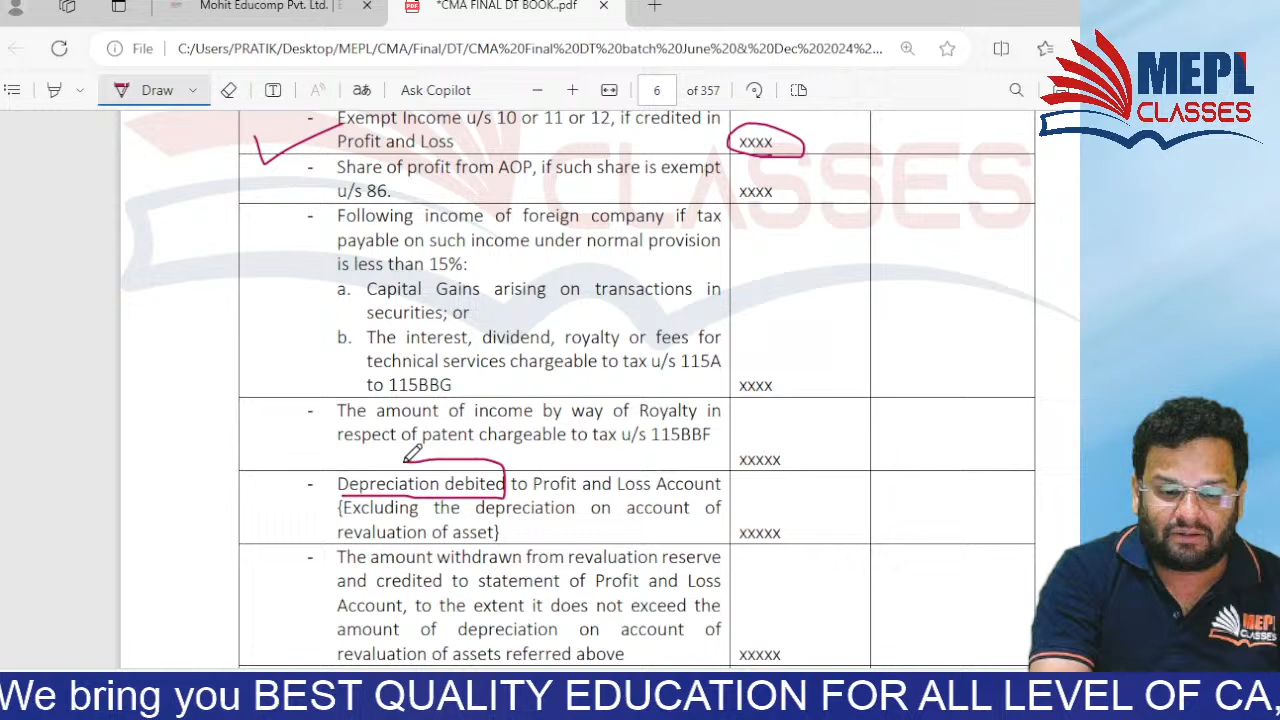 Mohit Educomp Pvt. Ltd. | E
*CMA FINAL DT BOOK..pdf
File
C:/Users/PRATIK/Desktop/MEPL/CMA/Final/DT/CMA%20Final%20DT%20batch%20June%20&%20Dec%202024%2...
Draw
Ask Copilot
6 of 357
MEPL
CLASSES
- Exempt Income u/s 10 or 11 or 12, if credited in
Profit and Loss
xxxx
- Share of profit from AOP, if such share is exempt
u/s 86.
xxxx
- Following income of foreign company if tax
payable on such income under normal provision
is less than 15%:
a. Capital Gains arising on transactions in
securities; or
b. The interest, dividend, royalty or fees for
technical services chargeable to tax u/s 115A
to 115BBG
xxxx
- The amount of income by way of Royalty in
respect of patent chargeable to tax u/s 115BBF
xxxxx
- Depreciation debited to Profit and Loss Account
{Excluding the depreciation on account of
revaluation of asset}
xxxxx
- The amount withdrawn from revaluation reserve
and credited to statement of Profit and Loss
Account, to the extent it does not exceed the
amount of depreciation on account of
revaluation of assets referred above
xxxxx
CLASSES
MEPL
CLASSES
We bring you BEST QUALITY EDUCATION FOR ALL LEVEL OF CA,